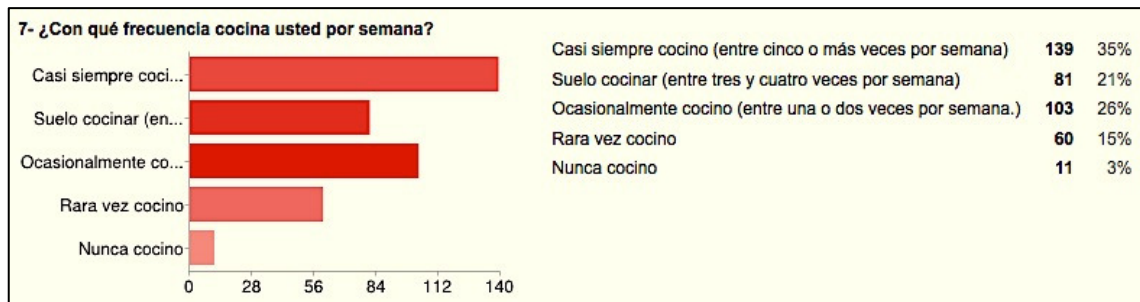 7- ¿Con qué frecuencia cocina usted por semana?
Casi siempre coci...
Suelo cocinar (en...
Ocasionalmente co...
Rara vez cocino
Nunca cocino
0 28 56 84 112 140
Casi siempre cocino (entre cinco o más veces por semana) 139 35%
Suelo cocinar (entre tres y cuatro veces por semana) 81 21%
Ocasionalmente cocino (entre una o dos veces por semana.) 103 26%
Rara vez cocino 60 15%
Nunca cocino 11 3%